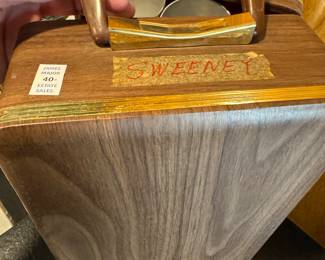 JAMES
MAJOR
40-
ESTATE
SALES
SWEENEY